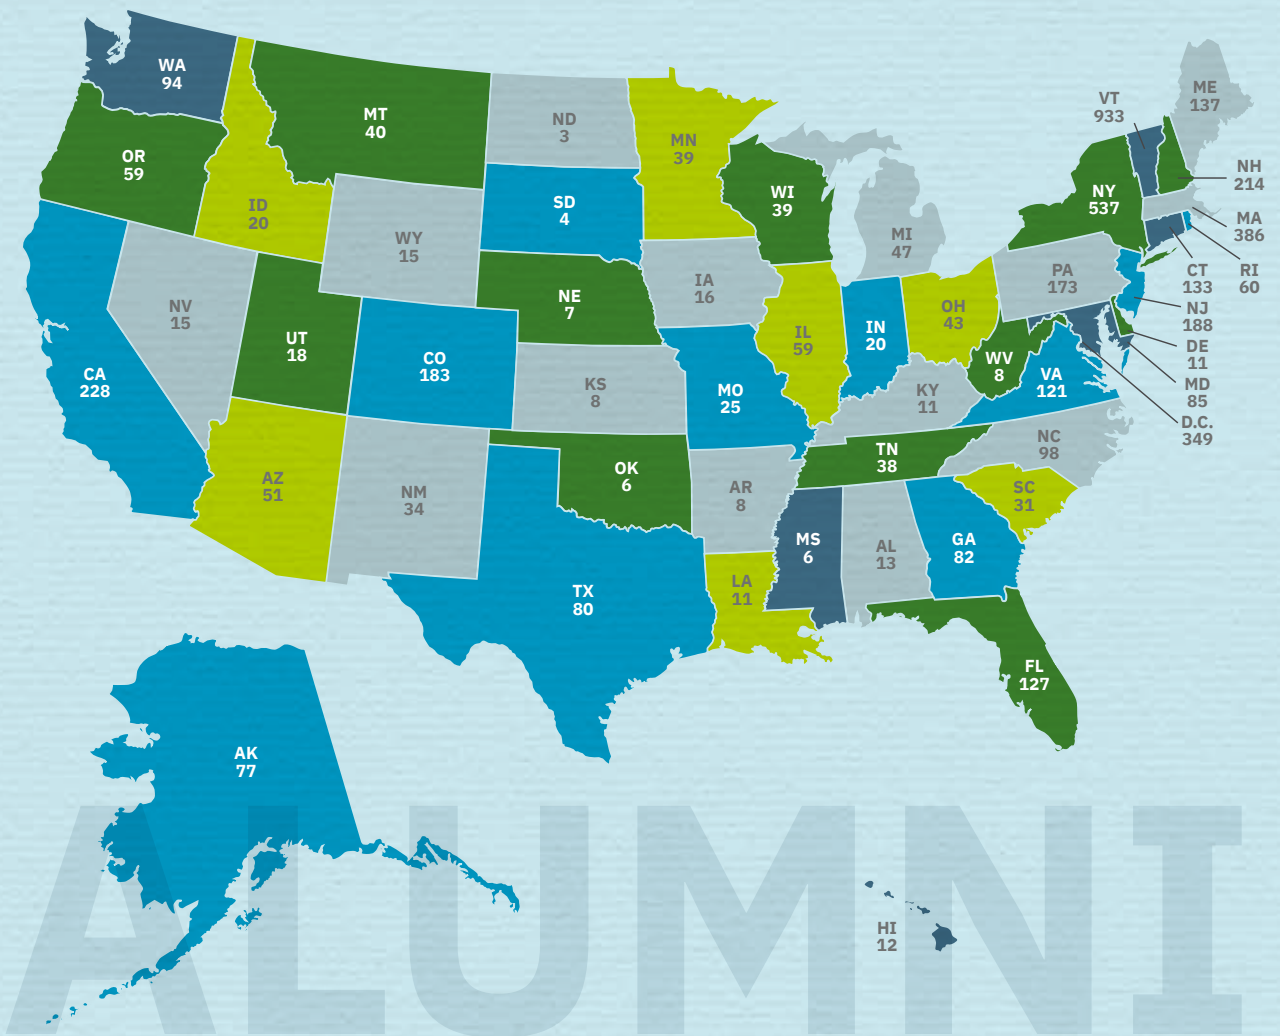 WA
94
MT
40
ND
3
MN
39
VT
933
ME
137
OR
59
ID
20
SD
4
WI
39
NY
537
NH
214
WY
15
MI
47
MA
386
NV
15
NE
7
IA
16
PA
173
CT
133
RI
60
UT
18
CO
183
IL
59
IN
20
OH
43
NJ
188
CA
228
KS
8
MO
25
KY
11
WV
8
VA
121
DE
11
MD
85
D.C.
349
AZ
51
NM
34
OK
6
AR
8
TN
38
NC
98
SC
31
TX
80
LA
11
MS
6
AL
13
GA
82
FL
127
AK
77
HI
12
ALUMNI